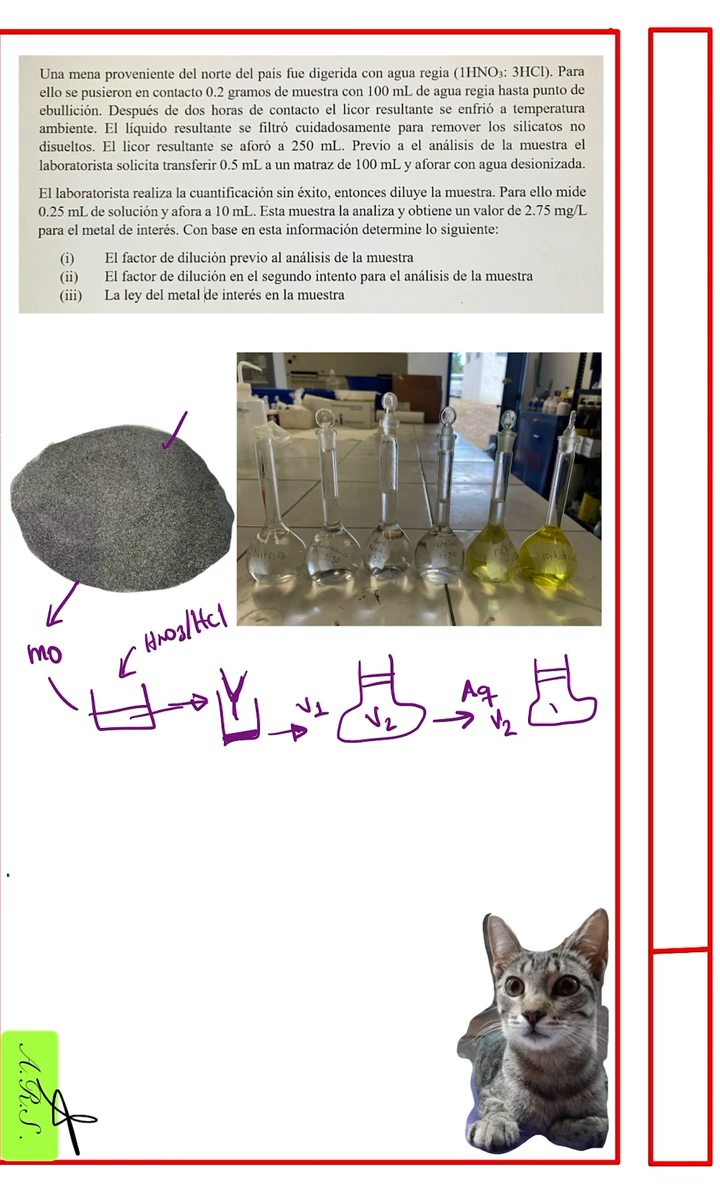 Una mena proveniente del norte del país fue digerida con agua regia (1HNO₃: 3HCl). Para
ello se pusieron en contacto 0.2 gramos de muestra con 100 mL de agua regia hasta punto de
ebullición. Después de dos horas de contacto el licor resultante se enfrió a temperatura
ambiente. El líquido resultante se filtró cuidadosamente para remover los silicatos no
disueltos. El licor resultante se aforó a 250 mL. Previo a el análisis de la muestra el
laboratorista solicita transferir 0.5 mL a un matraz de 100 mL y aforar con agua desionizada.
El laboratorista realiza la cuantificación sin éxito, entonces diluye la muestra. Para ello mide
0.25 mL de solución y afora a 10 mL. Esta muestra la analiza y obtiene un valor de 2.75 mg/L
para el metal de interés. Con base en esta información determine lo siguiente:
(i) El factor de dilución previo al análisis de la muestra
(ii) El factor de dilución en el segundo intento para el análisis de la muestra
(iii) La ley del metal de interés en la muestra
Nitrico
HNO3/HCl
mo
V1
V2
Aq
V2
A.R.S.